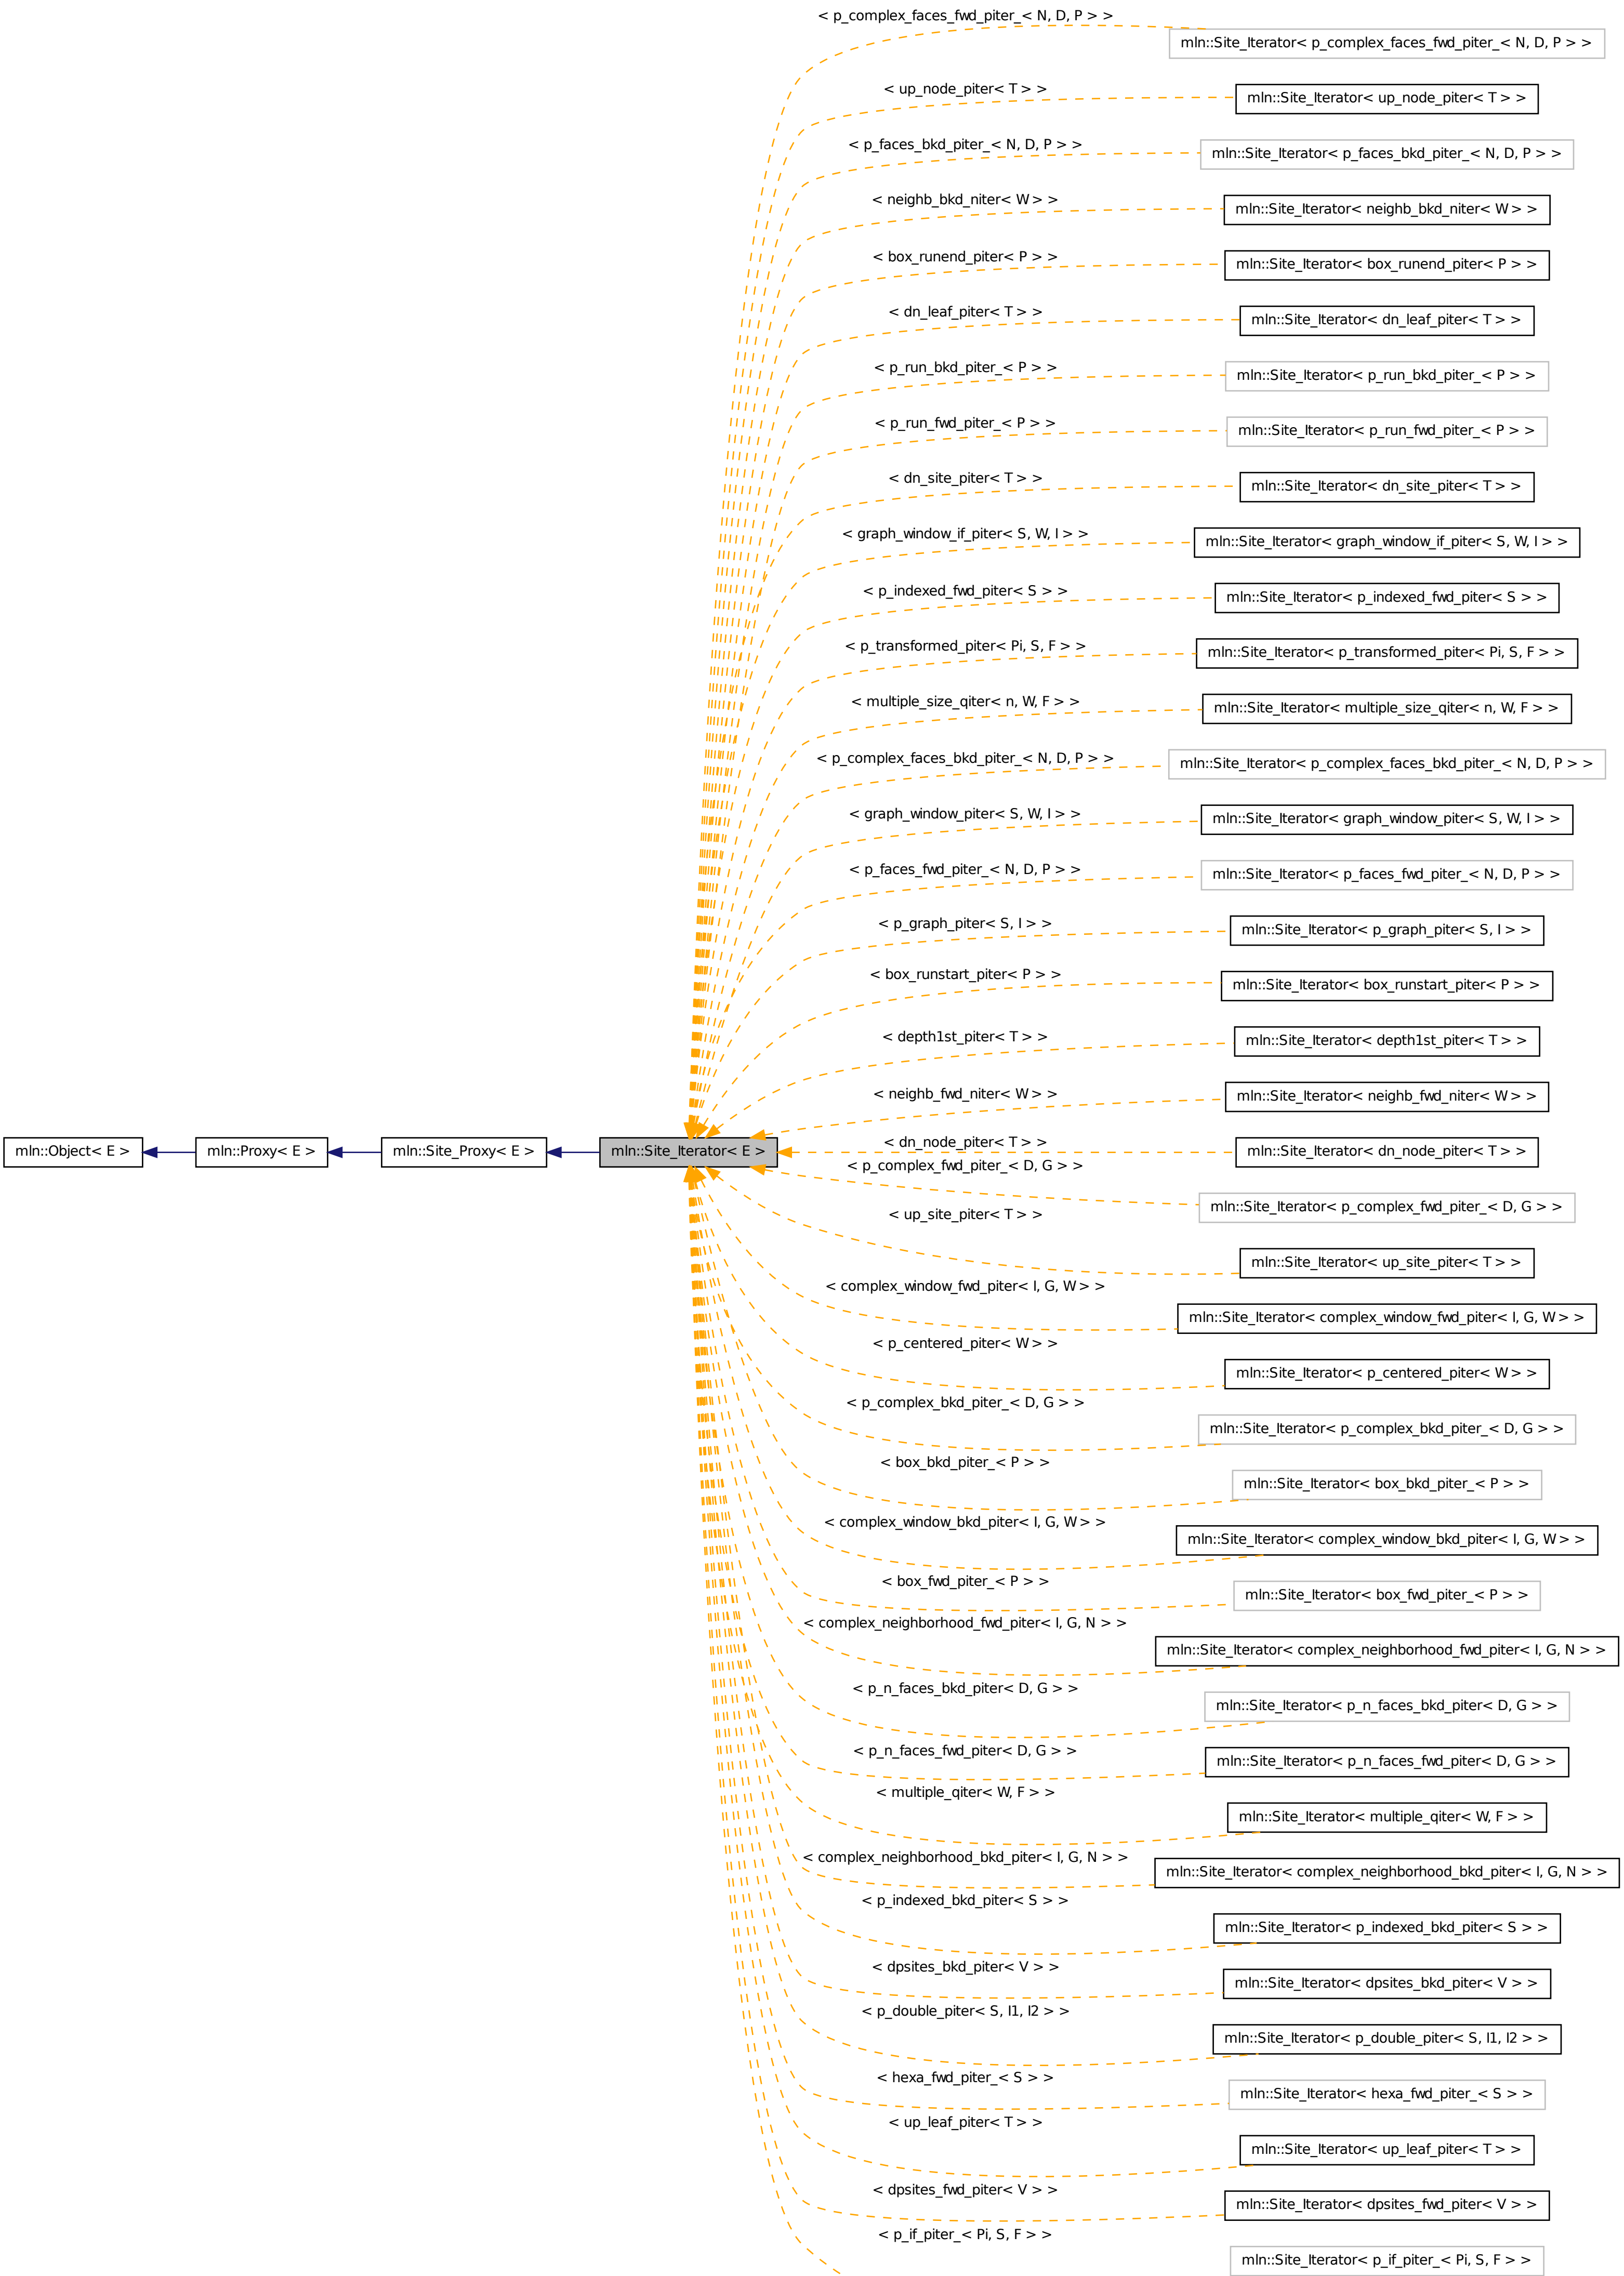 < p_complex_faces_fwd_piter_< N, D, P > >
mln::Site_Iterator< p_complex_faces_fwd_piter_< N, D, P > >
< up_node_piter< T > >
mln::Site_Iterator< up_node_piter< T > >
< p_faces_bkd_piter_< N, D, P > >
mln::Site_Iterator< p_faces_bkd_piter_< N, D, P > >
< neighb_bkd_niter< W > >
mln::Site_Iterator< neighb_bkd_niter< W > >
< box_runend_piter< P > >
mln::Site_Iterator< box_runend_piter< P > >
< dn_leaf_piter< T > >
mln::Site_Iterator< dn_leaf_piter< T > >
< p_run_bkd_piter_< P > >
mln::Site_Iterator< p_run_bkd_piter_< P > >
< p_run_fwd_piter_< P > >
mln::Site_Iterator< p_run_fwd_piter_< P > >
< dn_site_piter< T > >
mln::Site_Iterator< dn_site_piter< T > >
< graph_window_if_piter< S, W, I > >
mln::Site_Iterator< graph_window_if_piter< S, W, I > >
< p_indexed_fwd_piter< S > >
mln::Site_Iterator< p_indexed_fwd_piter< S > >
< p_transformed_piter< Pi, S, F > >
mln::Site_Iterator< p_transformed_piter< Pi, S, F > >
< multiple_size_qiter< n, W, F > >
mln::Site_Iterator< multiple_size_qiter< n, W, F > >
< p_complex_faces_bkd_piter_< N, D, P > >
mln::Site_Iterator< p_complex_faces_bkd_piter_< N, D, P > >
< graph_window_piter< S, W, I > >
mln::Site_Iterator< graph_window_piter< S, W, I > >
< p_faces_fwd_piter_< N, D, P > >
mln::Site_Iterator< p_faces_fwd_piter_< N, D, P > >
< p_graph_piter< S, I > >
mln::Site_Iterator< p_graph_piter< S, I > >
< box_runstart_piter< P > >
mln::Site_Iterator< box_runstart_piter< P > >
< depth1st_piter< T > >
mln::Site_Iterator< depth1st_piter< T > >
< neighb_fwd_niter< W > >
mln::Site_Iterator< neighb_fwd_niter< W > >
mln::Object< E >
mln::Proxy< E >
mln::Site_Proxy< E >
mln::Site_Iterator< E >
< dn_node_piter< T > >
mln::Site_Iterator< dn_node_piter< T > >
< p_complex_fwd_piter_< D, G > >
mln::Site_Iterator< p_complex_fwd_piter_< D, G > >
< up_site_piter< T > >
mln::Site_Iterator< up_site_piter< T > >
< complex_window_fwd_piter< I, G, W > >
mln::Site_Iterator< complex_window_fwd_piter< I, G, W > >
< p_centered_piter< W > >
mln::Site_Iterator< p_centered_piter< W > >
< p_complex_bkd_piter_< D, G > >
mln::Site_Iterator< p_complex_bkd_piter_< D, G > >
< box_bkd_piter_< P > >
mln::Site_Iterator< box_bkd_piter_< P > >
< complex_window_bkd_piter< I, G, W > >
mln::Site_Iterator< complex_window_bkd_piter< I, G, W > >
< box_fwd_piter_< P > >
mln::Site_Iterator< box_fwd_piter_< P > >
< complex_neighborhood_fwd_piter< I, G, N > >
mln::Site_Iterator< complex_neighborhood_fwd_piter< I, G, N > >
< p_n_faces_bkd_piter< D, G > >
mln::Site_Iterator< p_n_faces_bkd_piter< D, G > >
< p_n_faces_fwd_piter< D, G > >
mln::Site_Iterator< p_n_faces_fwd_piter< D, G > >
< multiple_qiter< W, F > >
mln::Site_Iterator< multiple_qiter< W, F > >
< complex_neighborhood_bkd_piter< I, G, N > >
mln::Site_Iterator< complex_neighborhood_bkd_piter< I, G, N > >
< p_indexed_bkd_piter< S > >
mln::Site_Iterator< p_indexed_bkd_piter< S > >
< dpsites_bkd_piter< V > >
mln::Site_Iterator< dpsites_bkd_piter< V > >
< p_double_piter< S, I1, I2 > >
mln::Site_Iterator< p_double_piter< S, I1, I2 > >
< hexa_fwd_piter_< S > >
mln::Site_Iterator< hexa_fwd_piter_< S > >
< up_leaf_piter< T > >
mln::Site_Iterator< up_leaf_piter< T > >
< dpsites_fwd_piter< V > >
mln::Site_Iterator< dpsites_fwd_piter< V > >
< p_if_piter_< Pi, S, F > >
mln::Site_Iterator< p_if_piter_< Pi, S, F > >